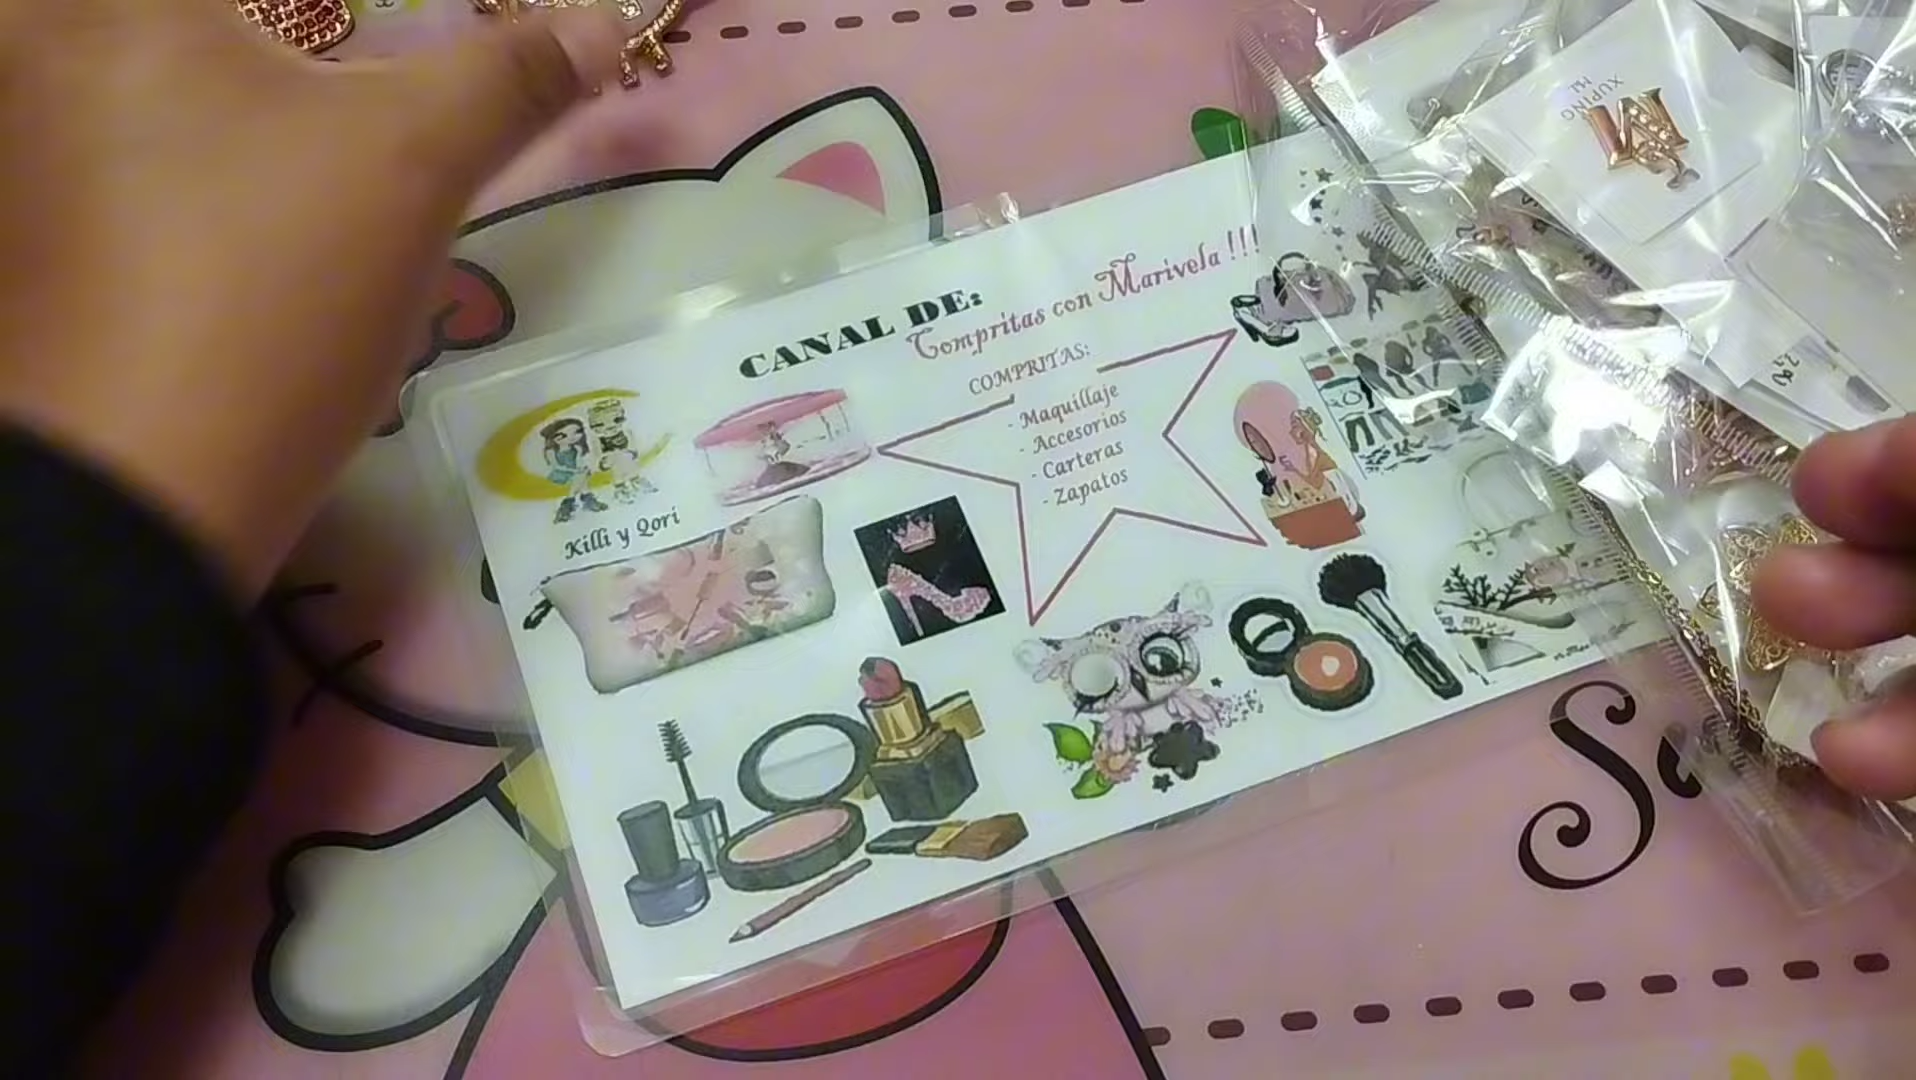 CANAL DE:
Compritas con Marivela !!!
COMPRITAS:
- Maquillaje
- Accesorios
- Carteras
- Zapatos
Killi y Qori
XUPING
S